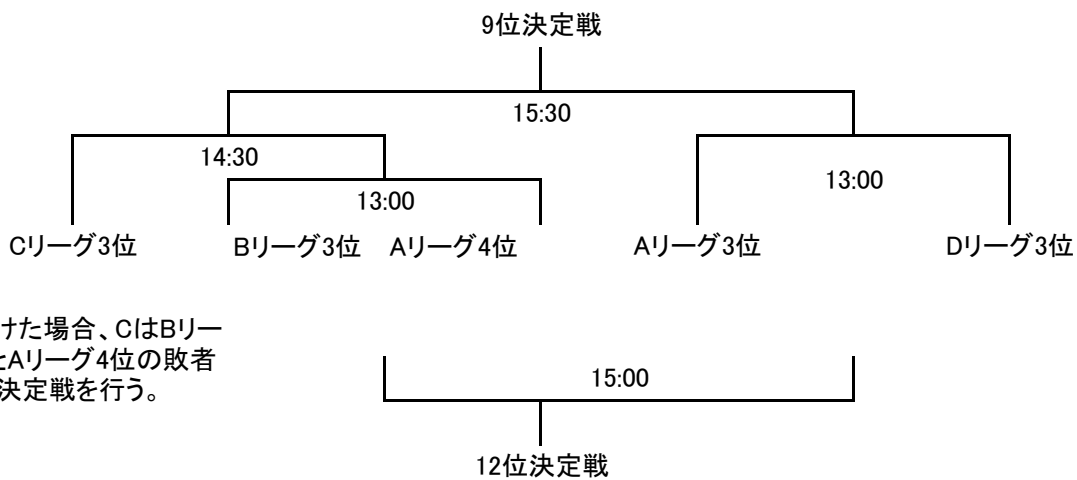 9位決定戦
15:30
14:30
13:00
13:00
Cリーグ3位
Bリーグ3位
Aリーグ4位
Aリーグ3位
Dリーグ3位
けた場合、CはBリー
とAリーグ4位の敗者
決定戦を行う。
15:00
12位決定戦